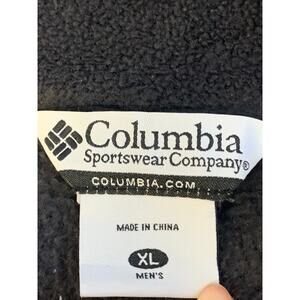 Columbia
Sportswear Company®
COLUMBIA.COM
MADE IN CHINA
XL
MEN'S